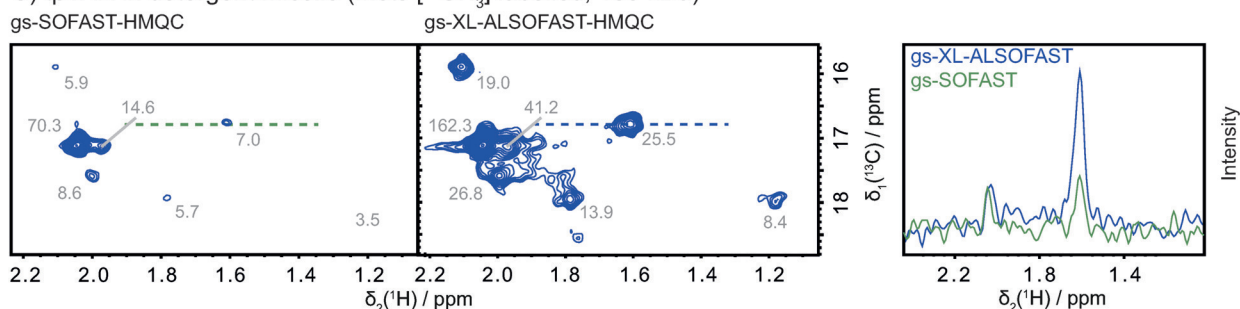 gs-SOFAST-HMQC
gs-XL-ALSOFAST-HMQC
5.9
14.6
70.3
7.0
8.6
5.7
3.5
19.0
41.2
162.3
25.5
26.8
13.9
8.4
16
17
18
δ₁(¹³C) / ppm
2.2 2.0 1.8 1.6 1.4 1.2
2.2 2.0 1.8 1.6 1.4 1.2
δ₂(¹H) / ppm
gs-XL-ALSOFAST
gs-SOFAST
Intensity
2.2 1.8 1.4
δ₂(¹H) / ppm